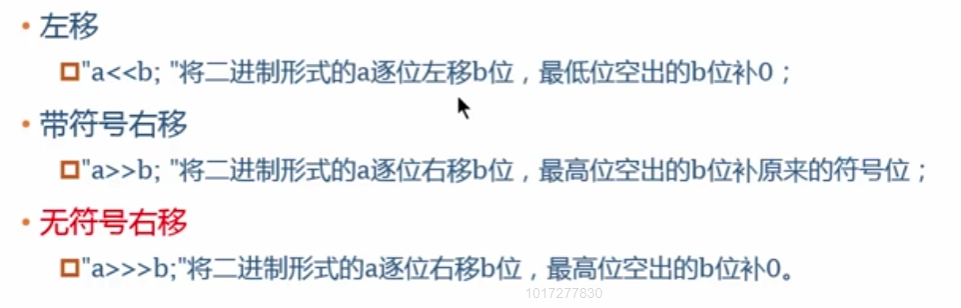 • 左移
"a<<b; "将二进制形式的a逐位左移b位，最低位空出的b位补0；
• 带符号右移
"a>>b; "将二进制形式的a逐位右移b位，最高位空出的b位补原来的符号位；
• 无符号右移
"a>>>b;"将二进制形式的a逐位右移b位，最高位空出的b位补0。
1017277830